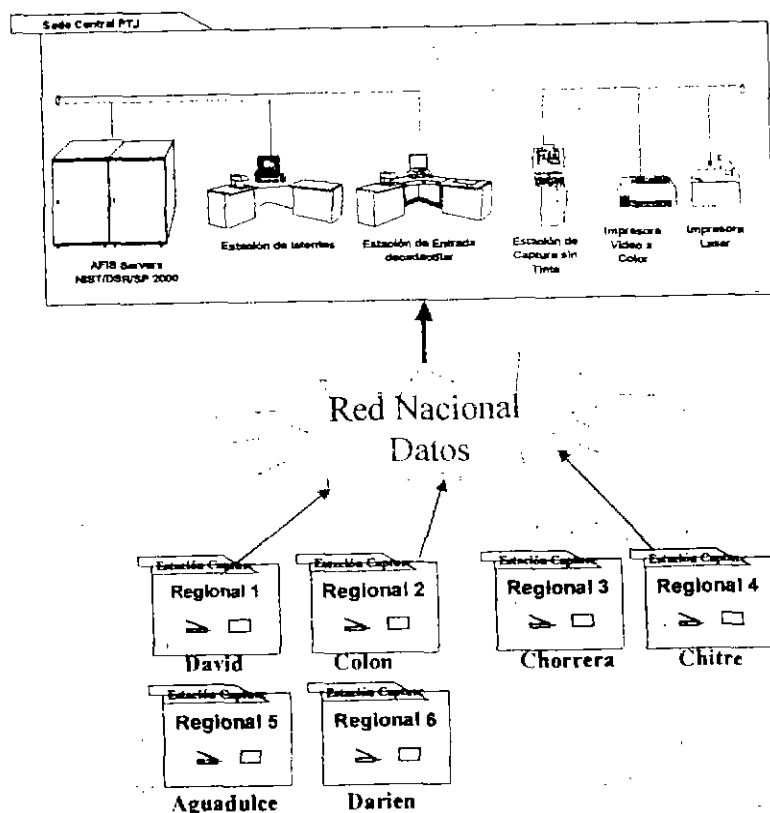 Sede Central PTJ
AFIS Servers
NIST/DSR/SP 2000
Estación de latentes
Estación de Entrada
decadactilar
Estación de
Captura sin
Tinta
Impresora
Video a
Color
Impresora
Laser
Red Nacional
Datos
Estación Captura
Regional 1
David
Estación Captura
Regional 2
Colon
Estación Captura
Regional 3
Chorrera
Estación Captura
Regional 4
Chitre
Estación Captura
Regional 5
Aguadulce
Estación Captura
Regional 6
Darien